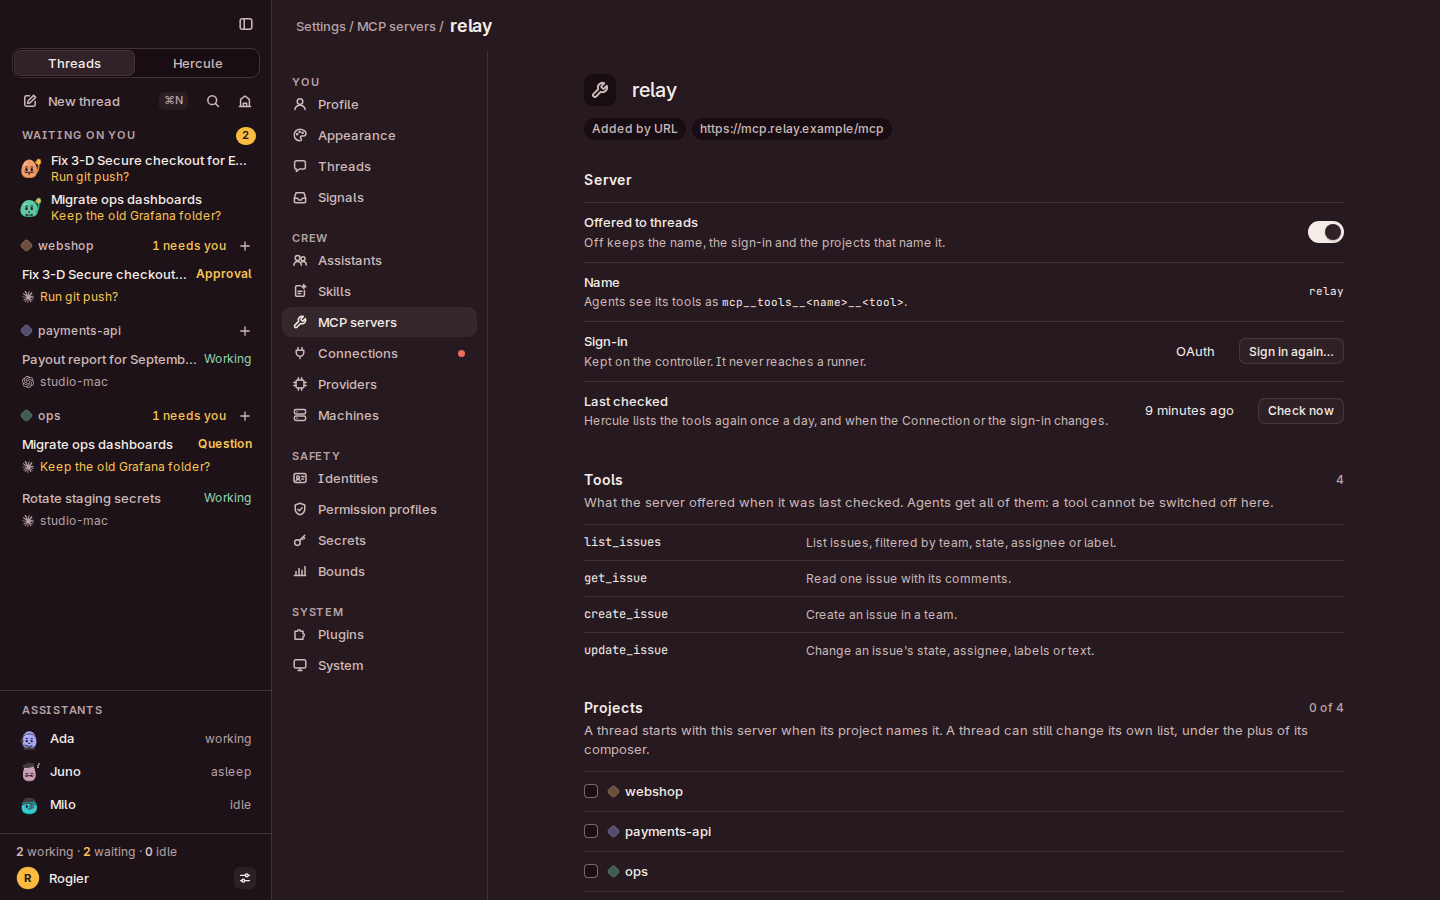 Threads
Hercule
New thread
⌘N
WAITING ON YOU
2
Fix 3-D Secure checkout for E...
Run git push?
Migrate ops dashboards
Keep the old Grafana folder?
webshop
1 needs you
Fix 3-D Secure checkout...
Approval
Run git push?
payments-api
Payout report for Septemb...
Working
studio-mac
ops
1 needs you
Migrate ops dashboards
Question
Keep the old Grafana folder?
Rotate staging secrets
Working
studio-mac
ASSISTANTS
Ada
working
Juno
asleep
Milo
idle
2 working · 2 waiting · 0 idle
R
Rogier
Settings / MCP servers / relay
YOU
Profile
Appearance
Threads
Signals
CREW
Assistants
Skills
MCP servers
Connections
Providers
Machines
SAFETY
Identities
Permission profiles
Secrets
Bounds
SYSTEM
Plugins
System
relay
Added by URL
https://mcp.relay.example/mcp
Server
Offered to threads
Off keeps the name, the sign-in and the projects that name it.
Name
Agents see its tools as mcp__tools__<name>__<tool>.
relay
Sign-in
Kept on the controller. It never reaches a runner.
OAuth
Sign in again...
Last checked
Hercule lists the tools again once a day, and when the Connection or the sign-in changes.
9 minutes ago
Check now
Tools
4
What the server offered when it was last checked. Agents get all of them: a tool cannot be switched off here.
list_issues
List issues, filtered by team, state, assignee or label.
get_issue
Read one issue with its comments.
create_issue
Create an issue in a team.
update_issue
Change an issue's state, assignee, labels or text.
Projects
0 of 4
A thread starts with this server when its project names it. A thread can still change its own list, under the plus of its
composer.
webshop
payments-api
ops